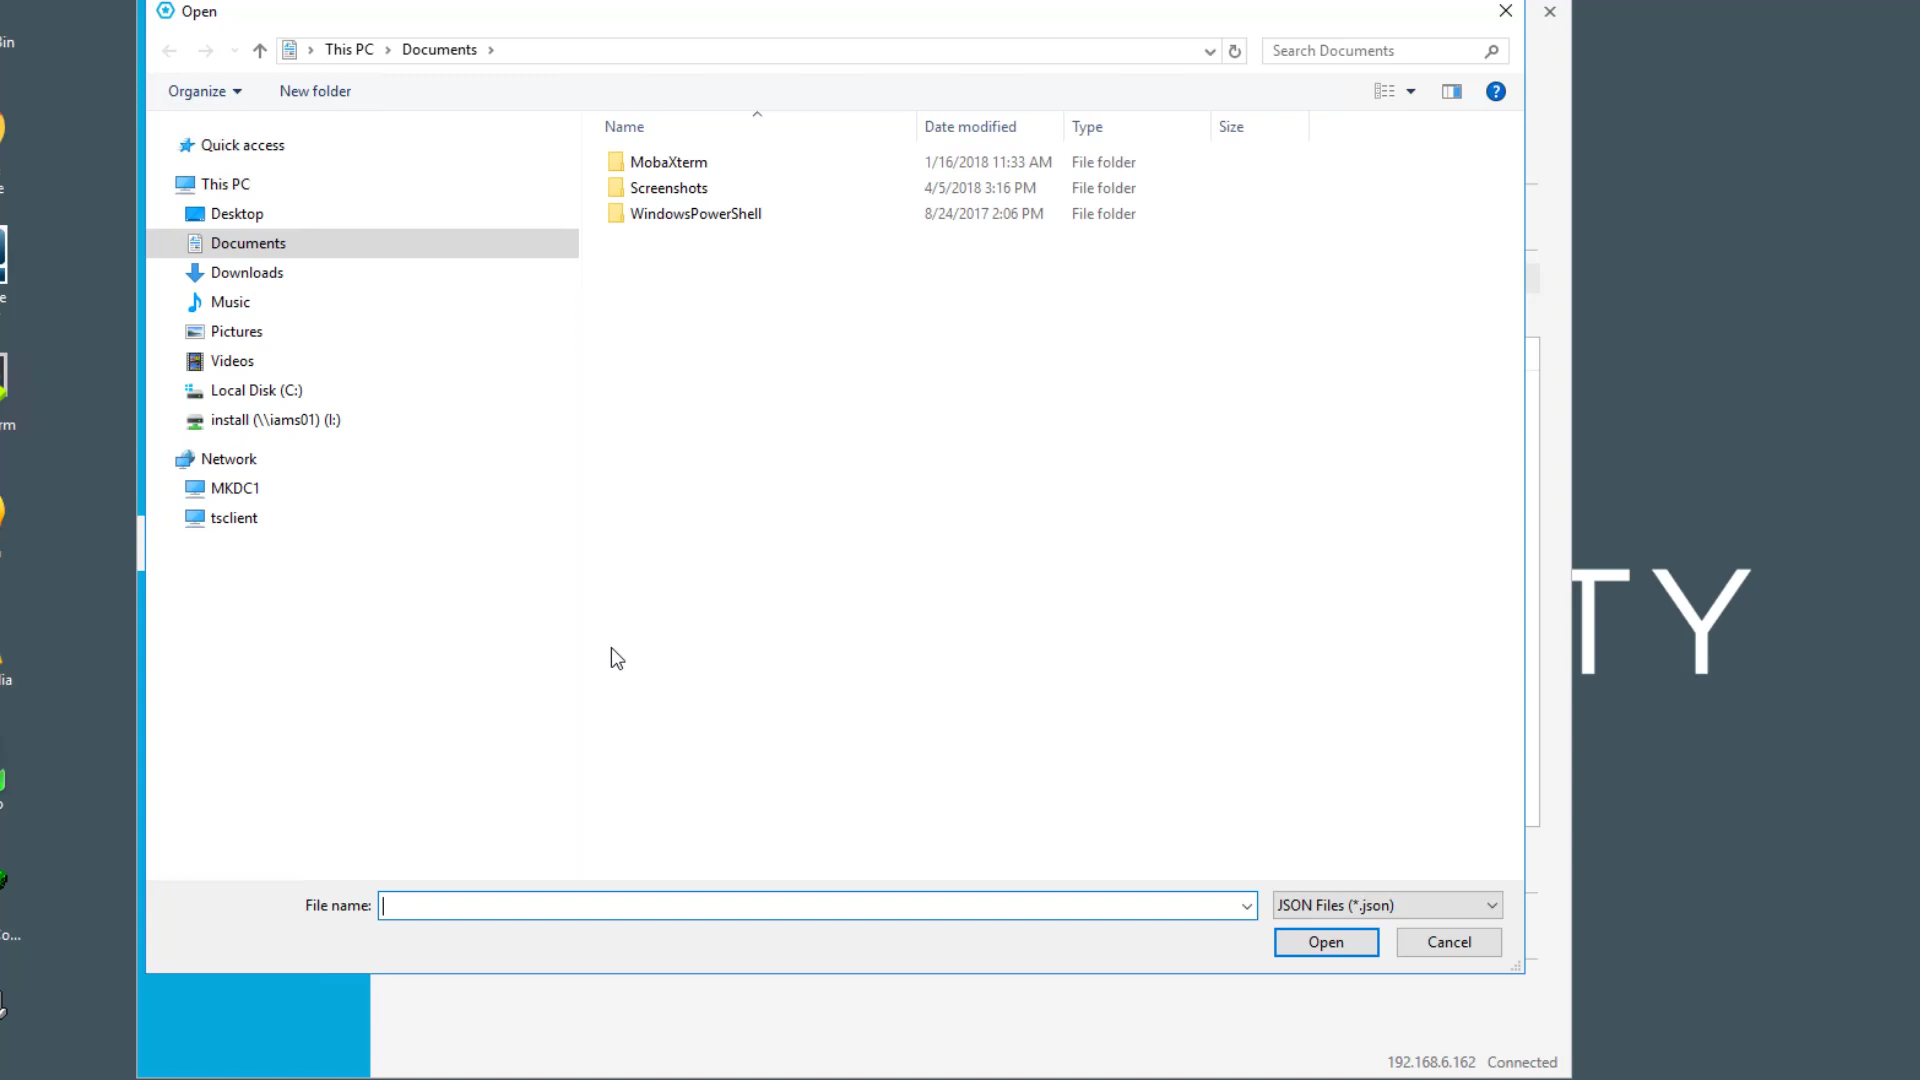 Open
This PC > Documents >
Search Documents
Organize
New folder
Name
Date modified
Type
Size
Quick access
This PC
Desktop
Documents
Downloads
Music
Pictures
Videos
Local Disk (C:)
install (\\iams01) (I:)
Network
MKDC1
tsclient
MobaXterm 1/16/2018 11:33 AM File folder
Screenshots 4/5/2018 3:16 PM File folder
WindowsPowerShell 8/24/2017 2:06 PM File folder
File name:
JSON Files (*.json)
Open
Cancel
192.168.6.162 Connected
TY